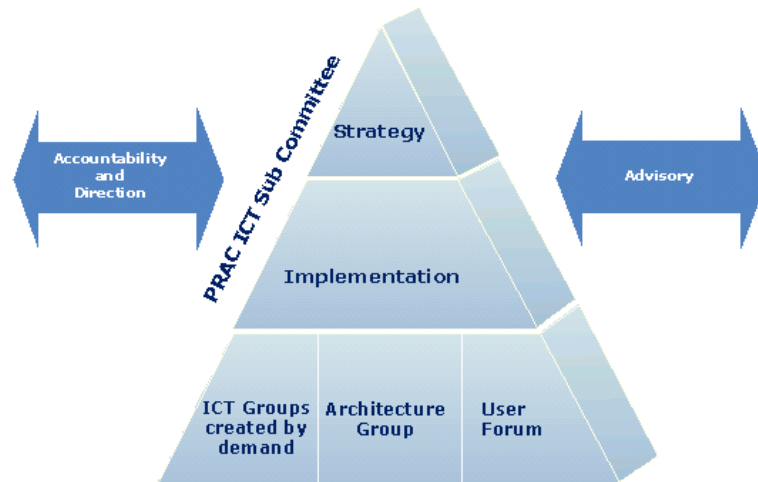 PRAC ICT Sub Committee
Strategy
Accountability
and
Direction
Advisory
Implementation
ICT Groups
created by
demand
Architecture
Group
User
Forum